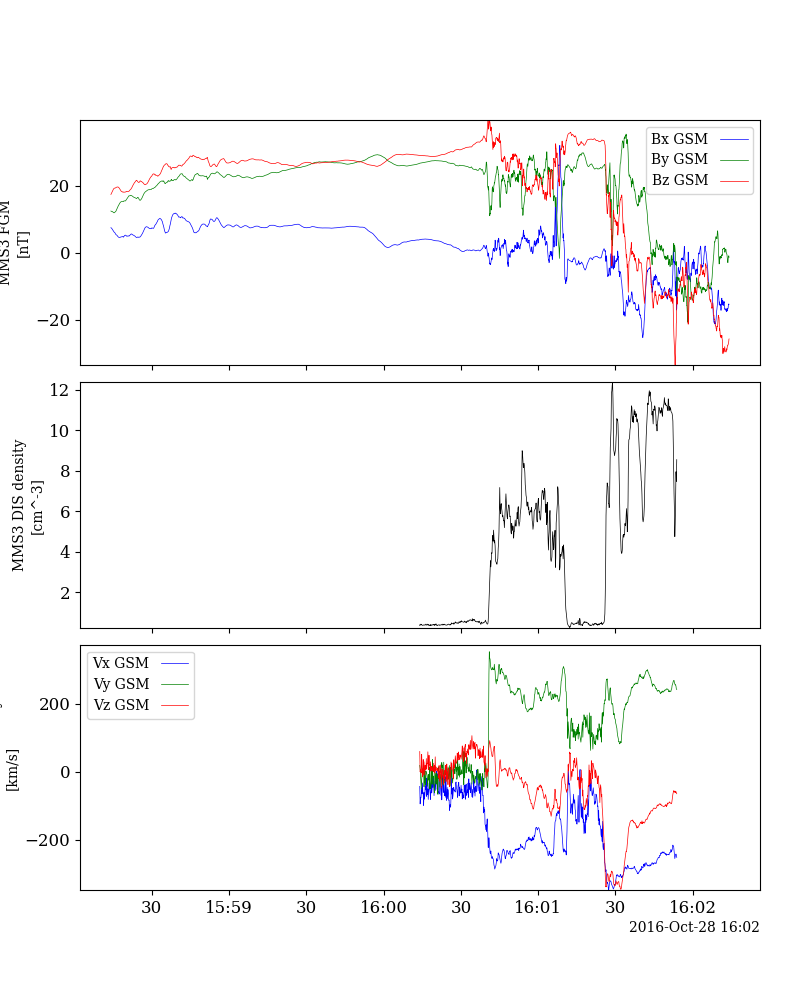 MMS3 FGM
[nT]
20
0
−20
Bx GSM
By GSM
Bz GSM
MMS3 DIS density
[cm^-3]
12
10
8
6
4
2
[km/s]
200
0
−200
Vx GSM
Vy GSM
Vz GSM
30 15:59 30 16:00 30 16:01 30 16:02
2016-Oct-28 16:02